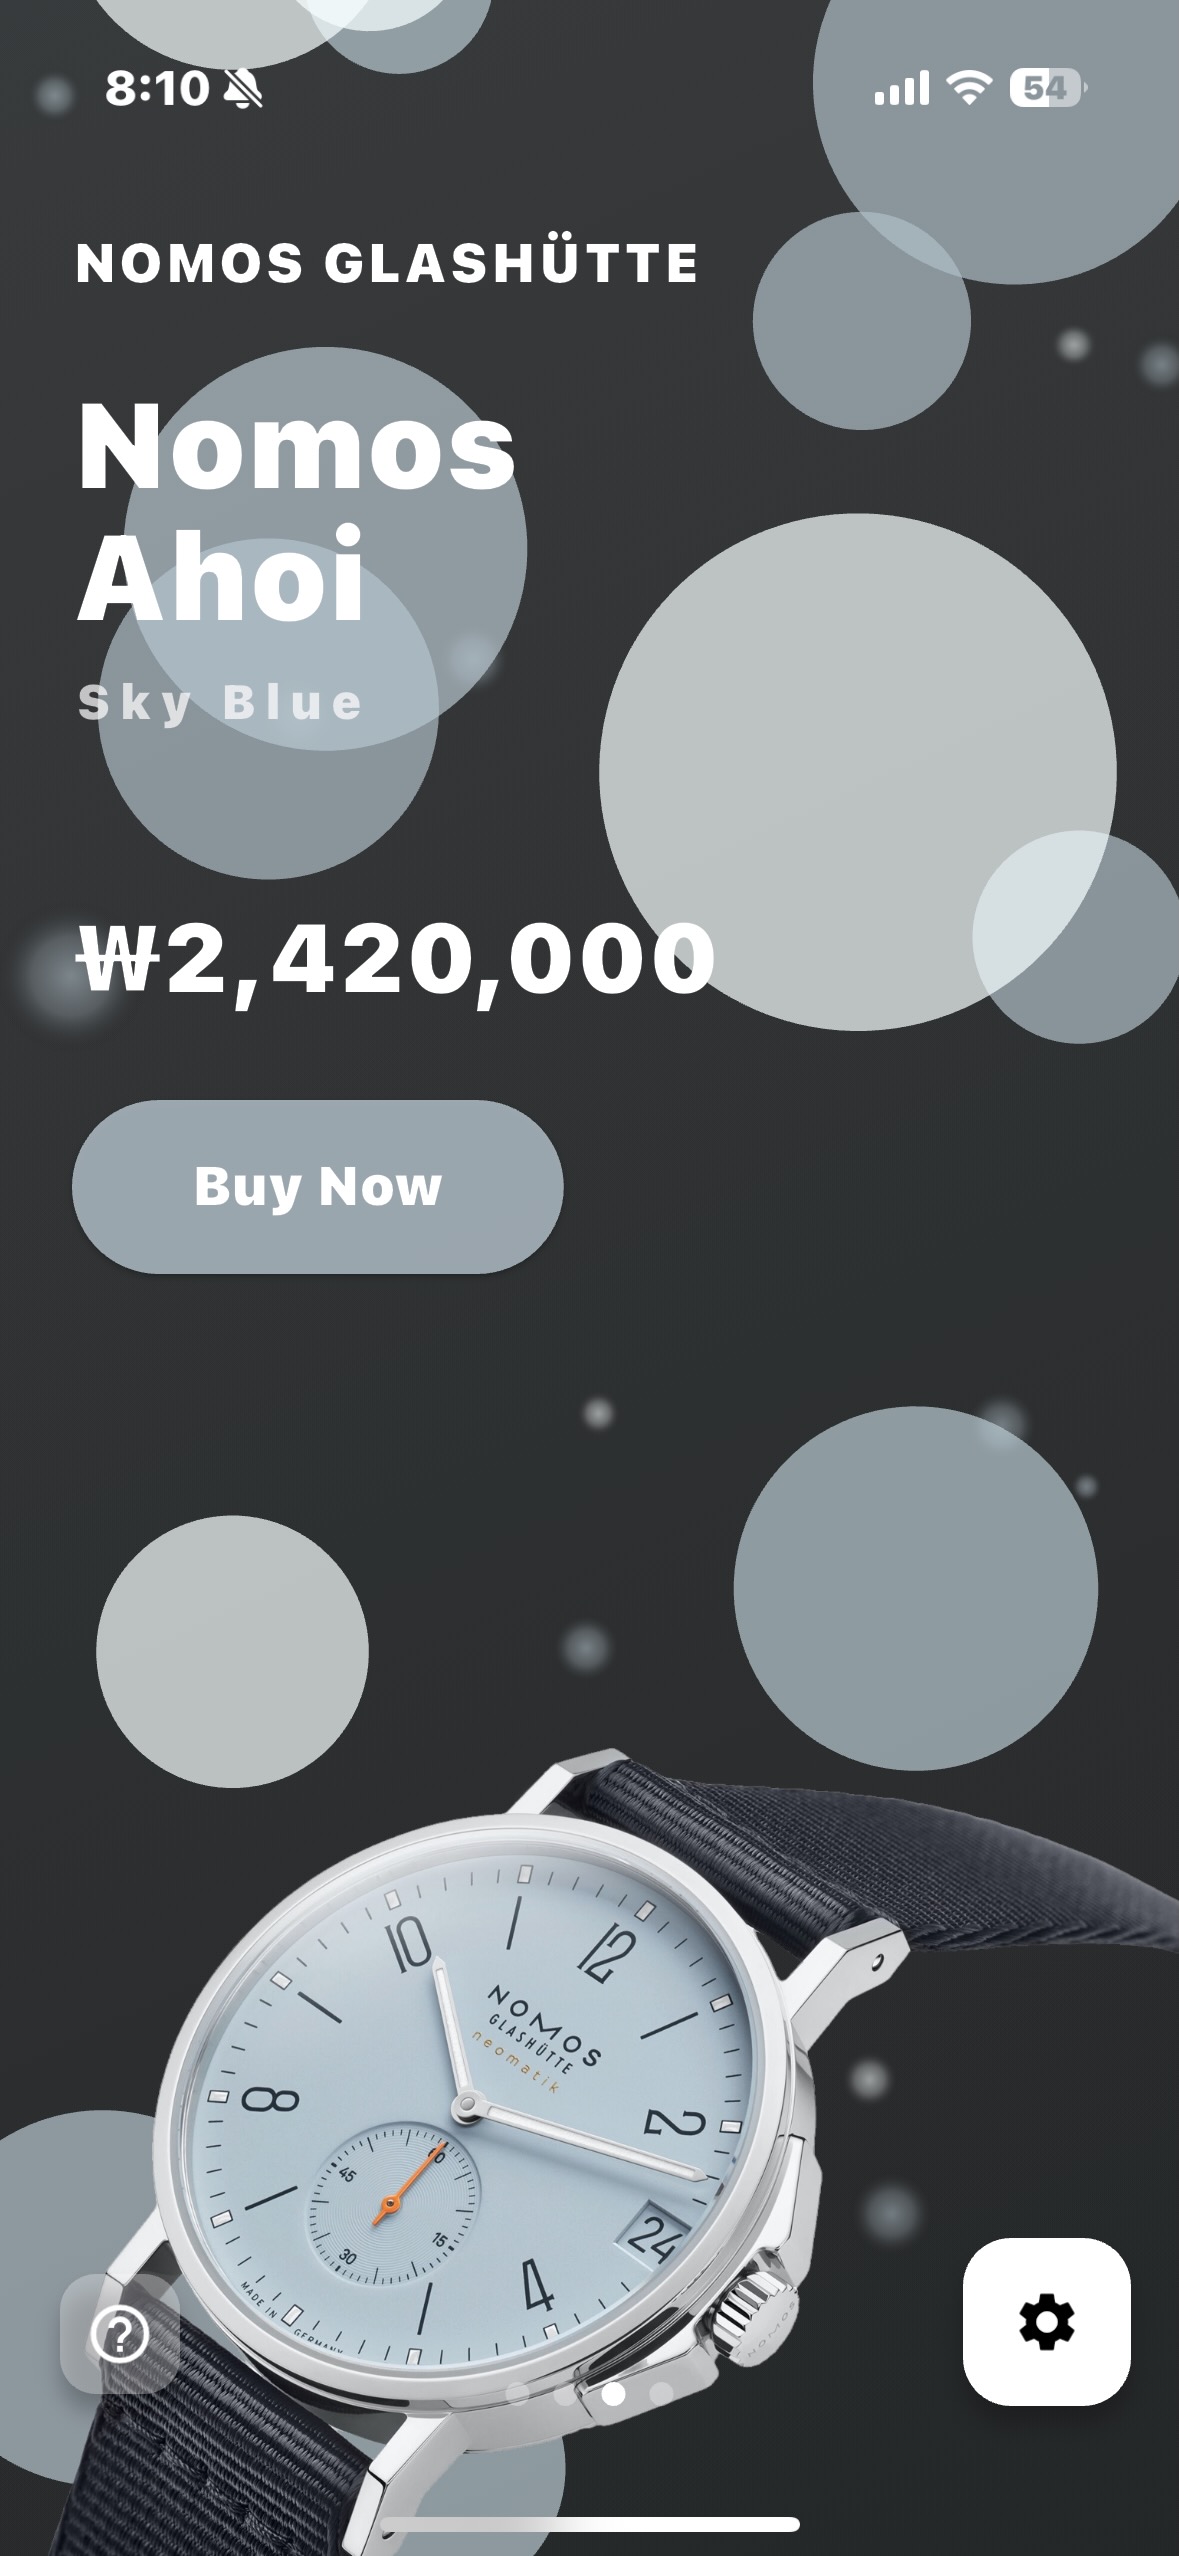 8:10
54
NOMOS GLASHÜTTE
Nomos
Ahoi
Sky Blue
₩2,420,000
Buy Now
10
12
NOMOS
GLASHÜTTE
neomatik
8
2
60
45
15
30
24
4
MADE IN GERMANY
NOMOS
?